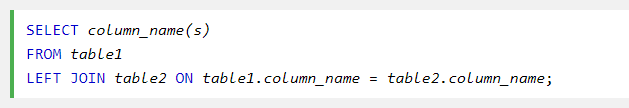 SELECT column_name(s)
FROM table1
LEFT JOIN table2 ON table1.column_name = table2.column_name;